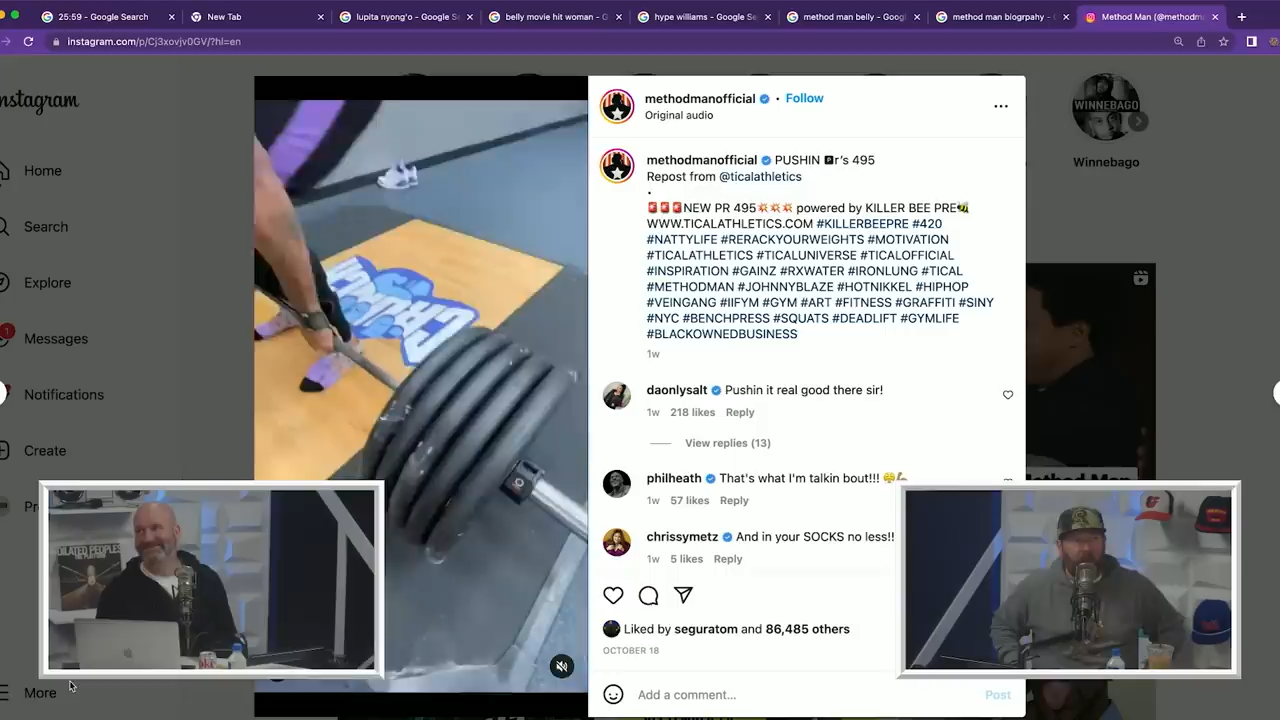 25:59 - Google Search
New Tab
lupita nyong'o - Google Se
belly movie hit woman - G
hype williams - Google Se
method man belly - Google
method man biogrpahy -
Method Man (@methodm
instagram.com/p/Cj3xovjv0GV/?hl=en
nstagram
Home
Search
Explore
1
Messages
Notifications
Create
More
methodmanofficial • Follow
Original audio
methodmanofficial PUSHIN 🅿r's 495
Repost from @ticalathletics
.
🚨🚨🚨NEW PR 495💥💥💥 powered by KILLER BEE PRE🐝
WWW.TICALATHLETICS.COM #KILLERBEEPRE #420
#NATTYLIFE #RERACKYOURWEIGHTS #MOTIVATION
#TICALATHLETICS #TICALUNIVERSE #TICALOFFICIAL
#INSPIRATION #GAINZ #RXWATER #IRONLUNG #TICAL
#METHODMAN #JOHNNYBLAZE #HOTNIKKEL #HIPHOP
#VEINGANG #IIFYM #GYM #ART #FITNESS #GRAFFITI #SINY
#NYC #BENCHPRESS #SQUATS #DEADLIFT #GYMLIFE
#BLACKOWNEDBUSINESS
1w
daonlysalt Pushin it real good there sir!
1w 218 likes Reply
View replies (13)
philheath That's what I'm talkin bout!!! 😤💪🏾
1w 57 likes Reply
chrissymetz And in your SOCKS no less!!
1w 5 likes Reply
Liked by seguratom and 86,485 others
OCTOBER 18
Add a comment...
Post
WINNEBAGO
Winnebago
DILATED PEOPLES